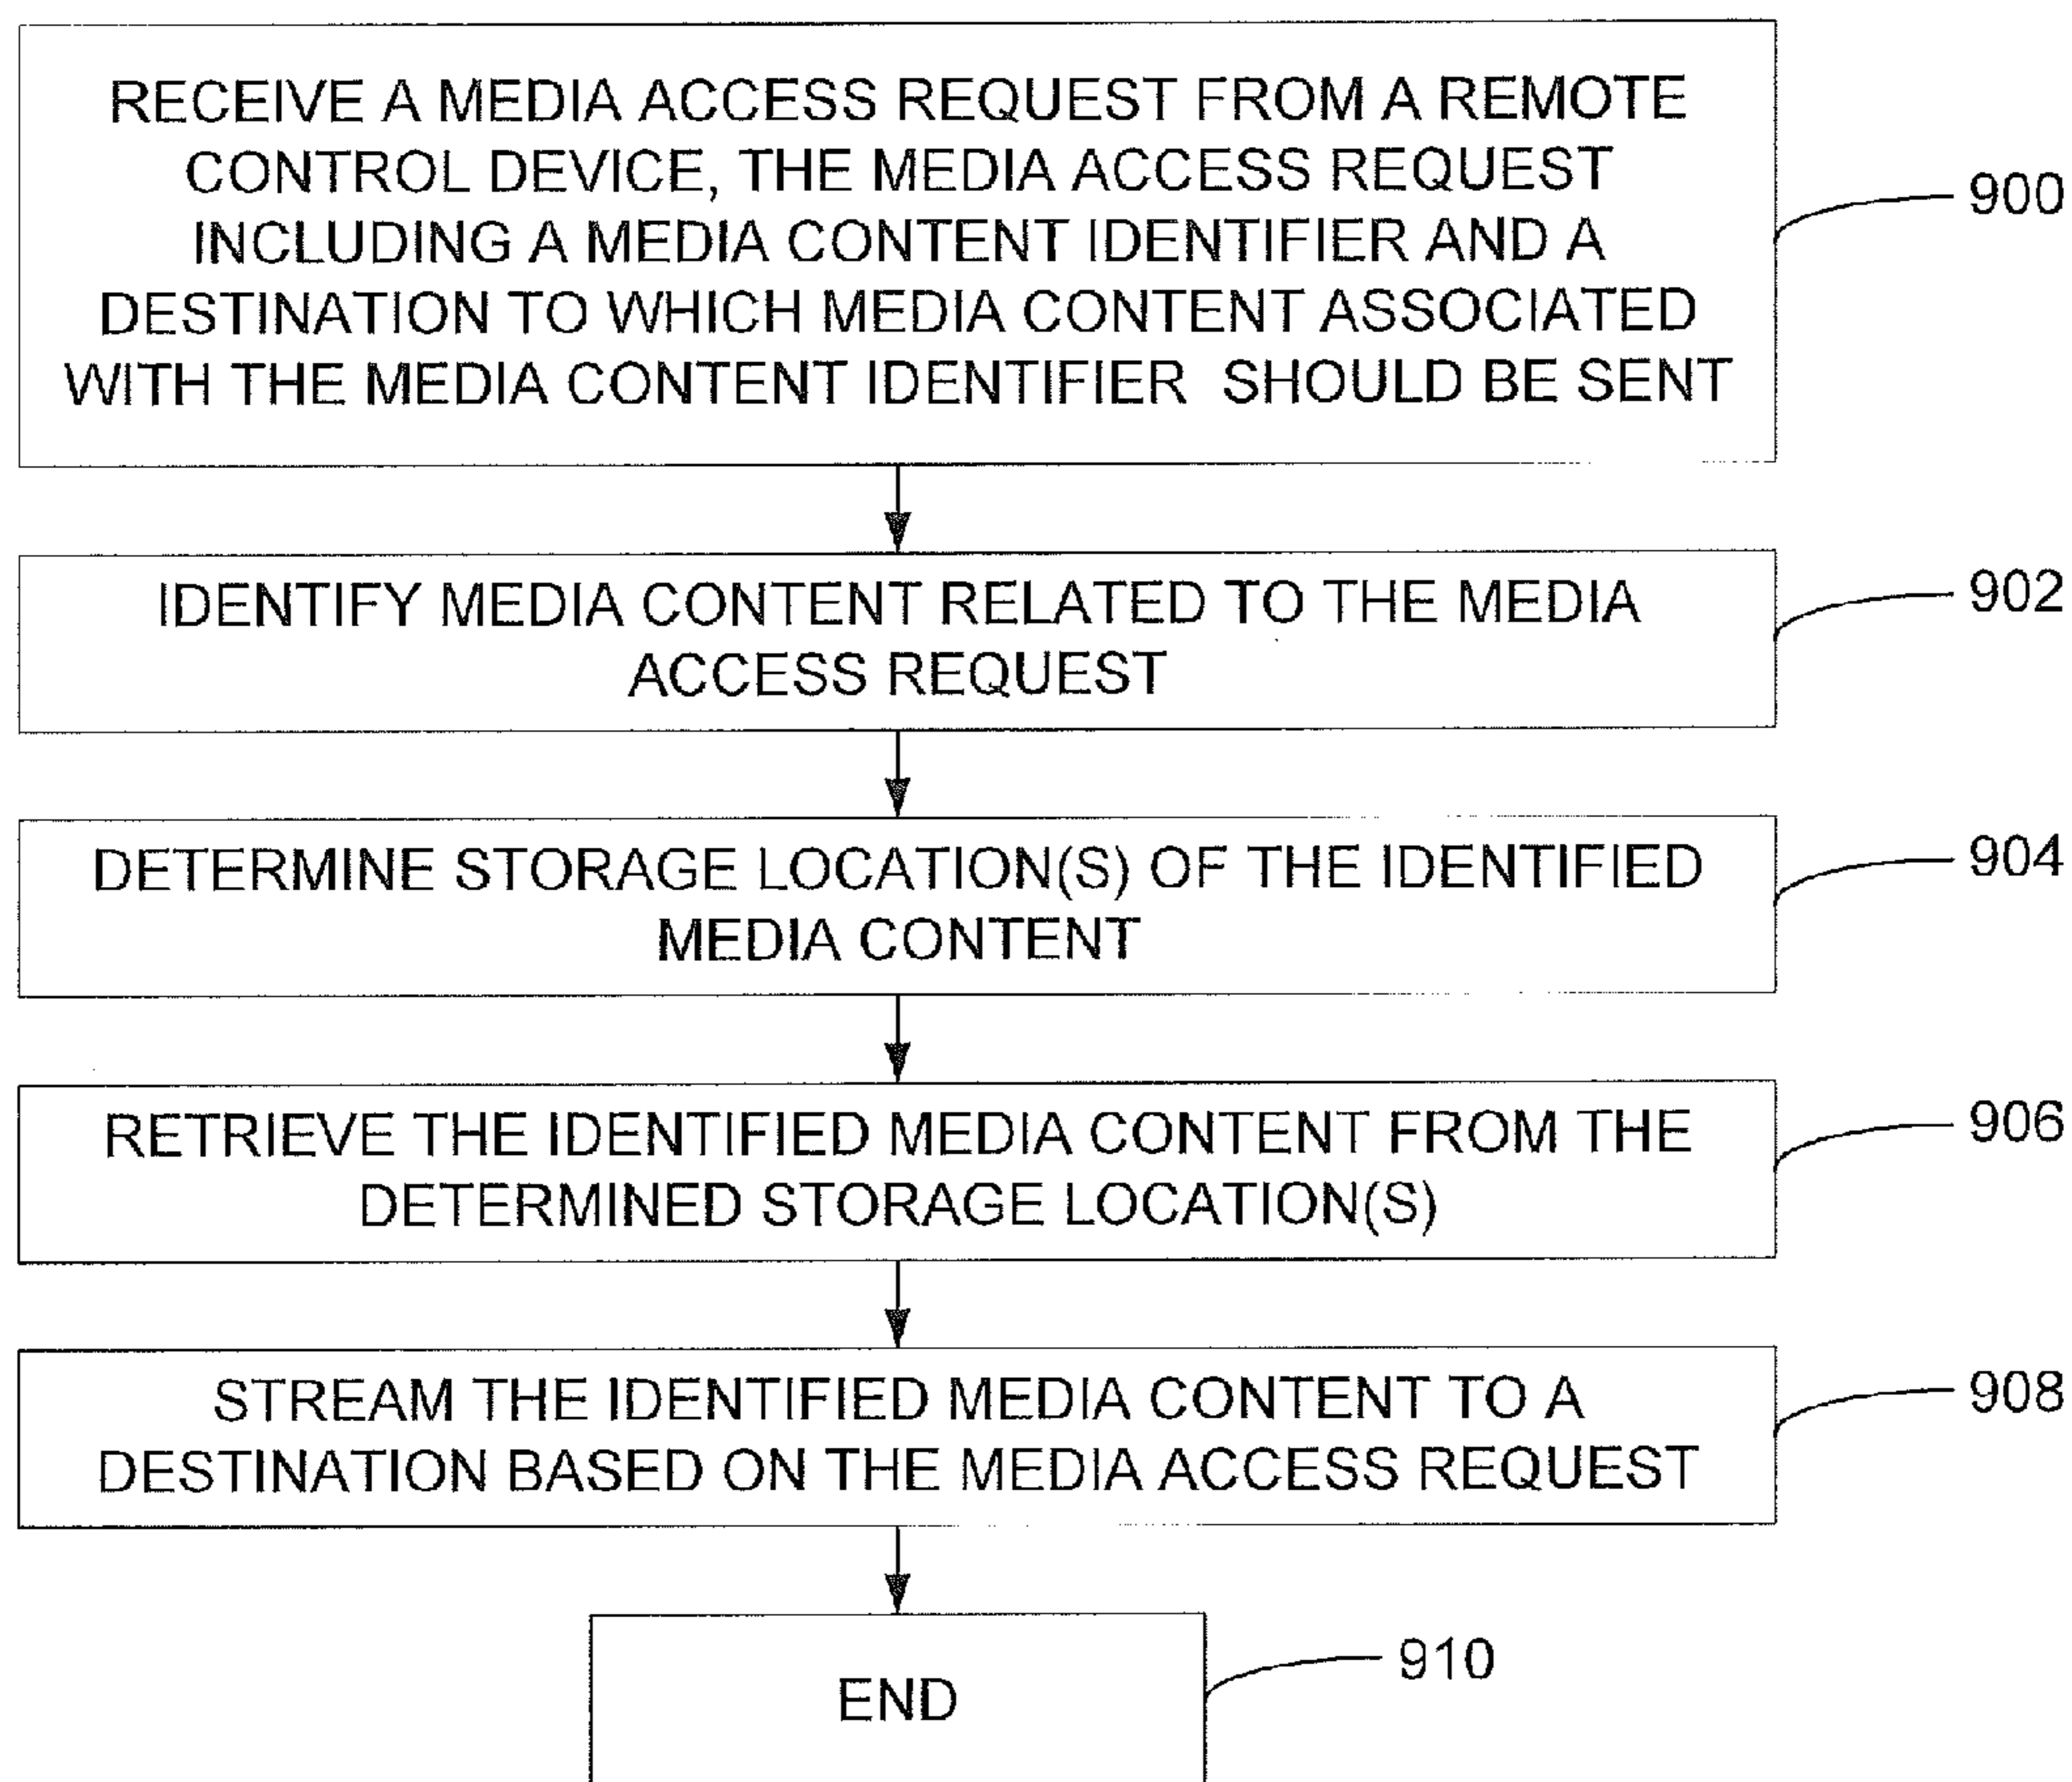 RECEIVE A MEDIA ACCESS REQUEST FROM A REMOTE
CONTROL DEVICE, THE MEDIA ACCESS REQUEST
INCLUDING A MEDIA CONTENT IDENTIFIER AND A
DESTINATION TO WHICH MEDIA CONTENT ASSOCIATED
WITH THE MEDIA CONTENT IDENTIFIER SHOULD BE SENT
900
IDENTIFY MEDIA CONTENT RELATED TO THE MEDIA
ACCESS REQUEST
902
DETERMINE STORAGE LOCATION(S) OF THE IDENTIFIED
MEDIA CONTENT
904
RETRIEVE THE IDENTIFIED MEDIA CONTENT FROM THE
DETERMINED STORAGE LOCATION(S)
906
STREAM THE IDENTIFIED MEDIA CONTENT TO A
DESTINATION BASED ON THE MEDIA ACCESS REQUEST
908
END
910